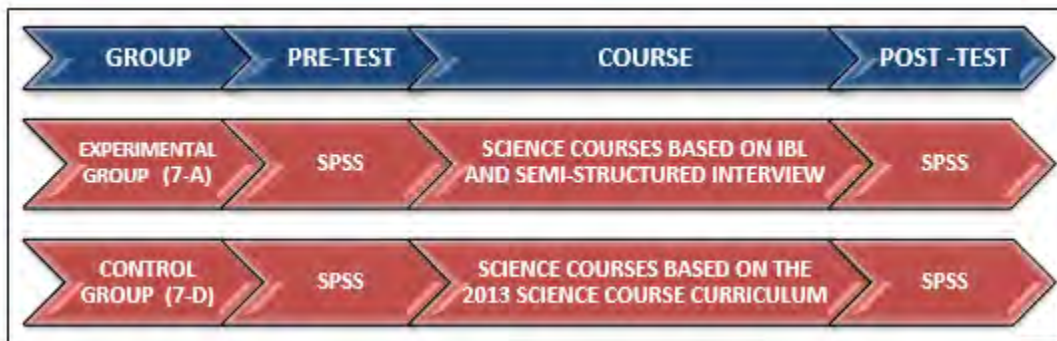 GROUP
PRE-TEST
COURSE
POST -TEST
EXPERIMENTAL
GROUP (7-A)
SPSS
SCIENCE COURSES BASED ON IBL
AND SEMI-STRUCTURED INTERVIEW
SPSS
CONTROL
GROUP (7-D)
SPSS
SCIENCE COURSES BASED ON THE
2013 SCIENCE COURSE CURRICULUM
SPSS